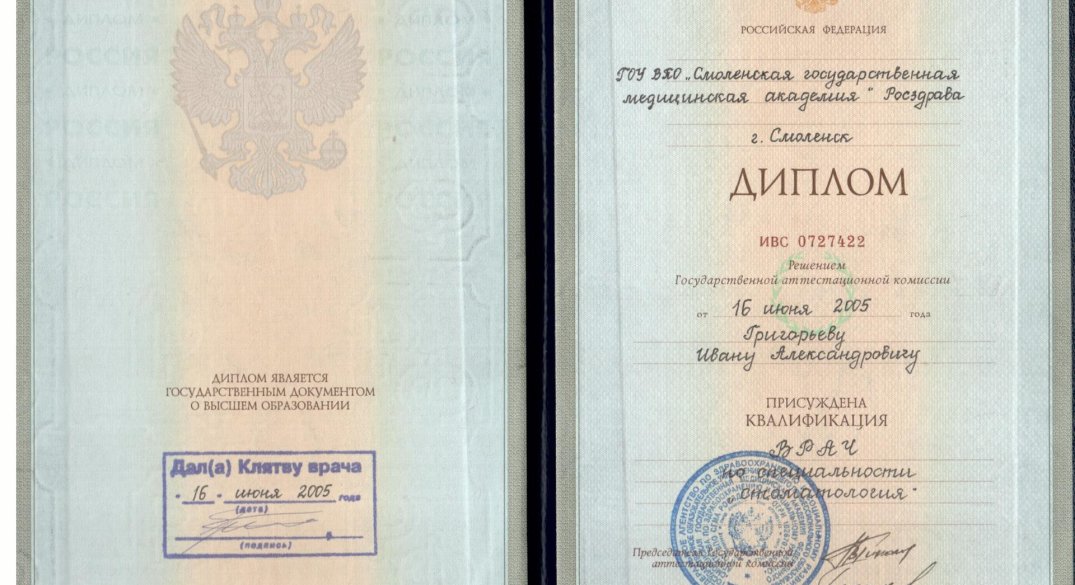 ДИПЛОМ ЯВЛЯЕТСЯ
ГОСУДАРСТВЕННЫМ ДОКУМЕНТОМ
О ВЫСШЕМ ОБРАЗОВАНИИ
Дал(а) Клятву врача
" 16 " июня 2005 года
(дата)
(подпись)
РОССИЙСКАЯ ФЕДЕРАЦИЯ
ГОУ ВПО „Смоленская государственная
медицинская академия“ Росздрава
г. Смоленск
ДИПЛОМ
ИВС 0727422
Решением
Государственной аттестационной комиссии
от 16 июня 2005 года
Григорьеву
Ивану Александровичу
ПРИСУЖДЕНА
КВАЛИФИКАЦИЯ
ВРАЧ
по специальности
„Стоматология“
Председатель Государственной
аттестационной комиссии